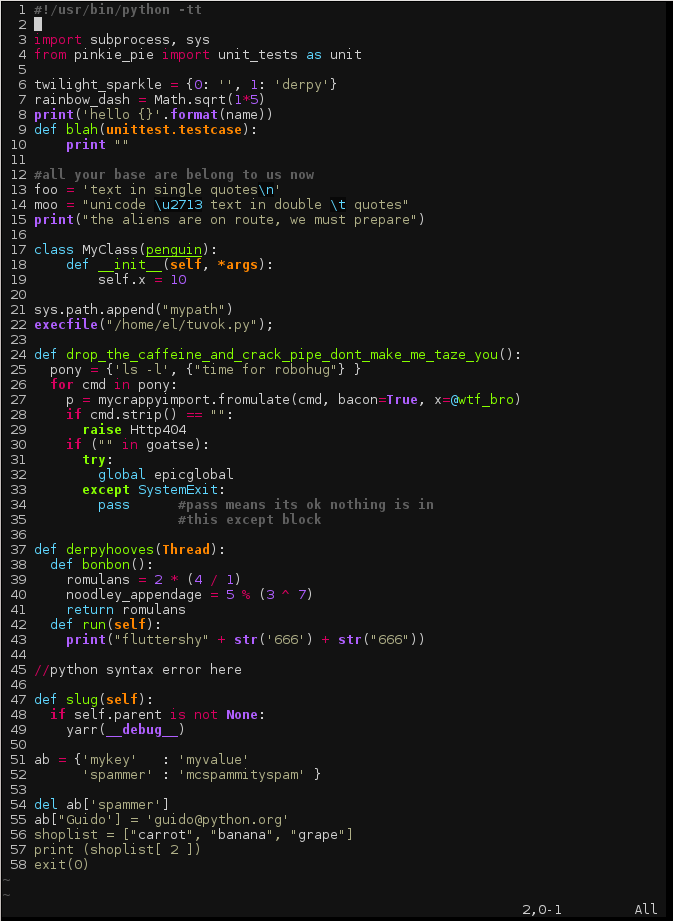 1 #!/usr/bin/python -tt
2
3 import subprocess, sys
4 from pinkie_pie import unit_tests as unit
5
6 twilight_sparkle = {0: '', 1: 'derpy'}
7 rainbow_dash = Math.sqrt(1*5)
8 print('hello {}'.format(name))
9 def blah(unittest.testcase):
10     print ""
11
12 #all your base are belong to us now
13 foo = 'text in single quotes\n'
14 moo = "unicode \u2713 text in double \t quotes"
15 print("the aliens are on route, we must prepare")
16
17 class MyClass(penguin):
18     def __init__(self, *args):
19         self.x = 10
20
21 sys.path.append("mypath")
22 execfile("/home/el/tuvok.py");
23
24 def drop_the_caffeine_and_crack_pipe_dont_make_me_taze_you():
25   pony = {'ls -l', {"time for robohug"} }
26   for cmd in pony:
27     p = mycrappyimport.fromulate(cmd, bacon=True, x=@wtf_bro)
28     if cmd.strip() == "":
29       raise Http404
30     if ("" in goatse):
31       try:
32         global epicglobal
33       except SystemExit:
34         pass      #pass means its ok nothing is in
35                   #this except block
36
37 def derpyhooves(Thread):
38   def bonbon():
39     romulans = 2 * (4 / 1)
40     noodley_appendage = 5 % (3 ^ 7)
41     return romulans
42   def run(self):
43     print("fluttershy" + str('666') + str("666"))
44
45 //python syntax error here
46
47 def slug(self):
48   if self.parent is not None:
49     yarr(__debug__)
50
51 ab = {'mykey'   : 'myvalue'
52       'spammer' : 'mcspammityspam' }
53
54 del ab['spammer']
55 ab["Guido'] = 'guido@python.org'
56 shoplist = ["carrot", "banana", "grape"]
57 print (shoplist[ 2 ])
58 exit(0)
~
~
2,0-1 All